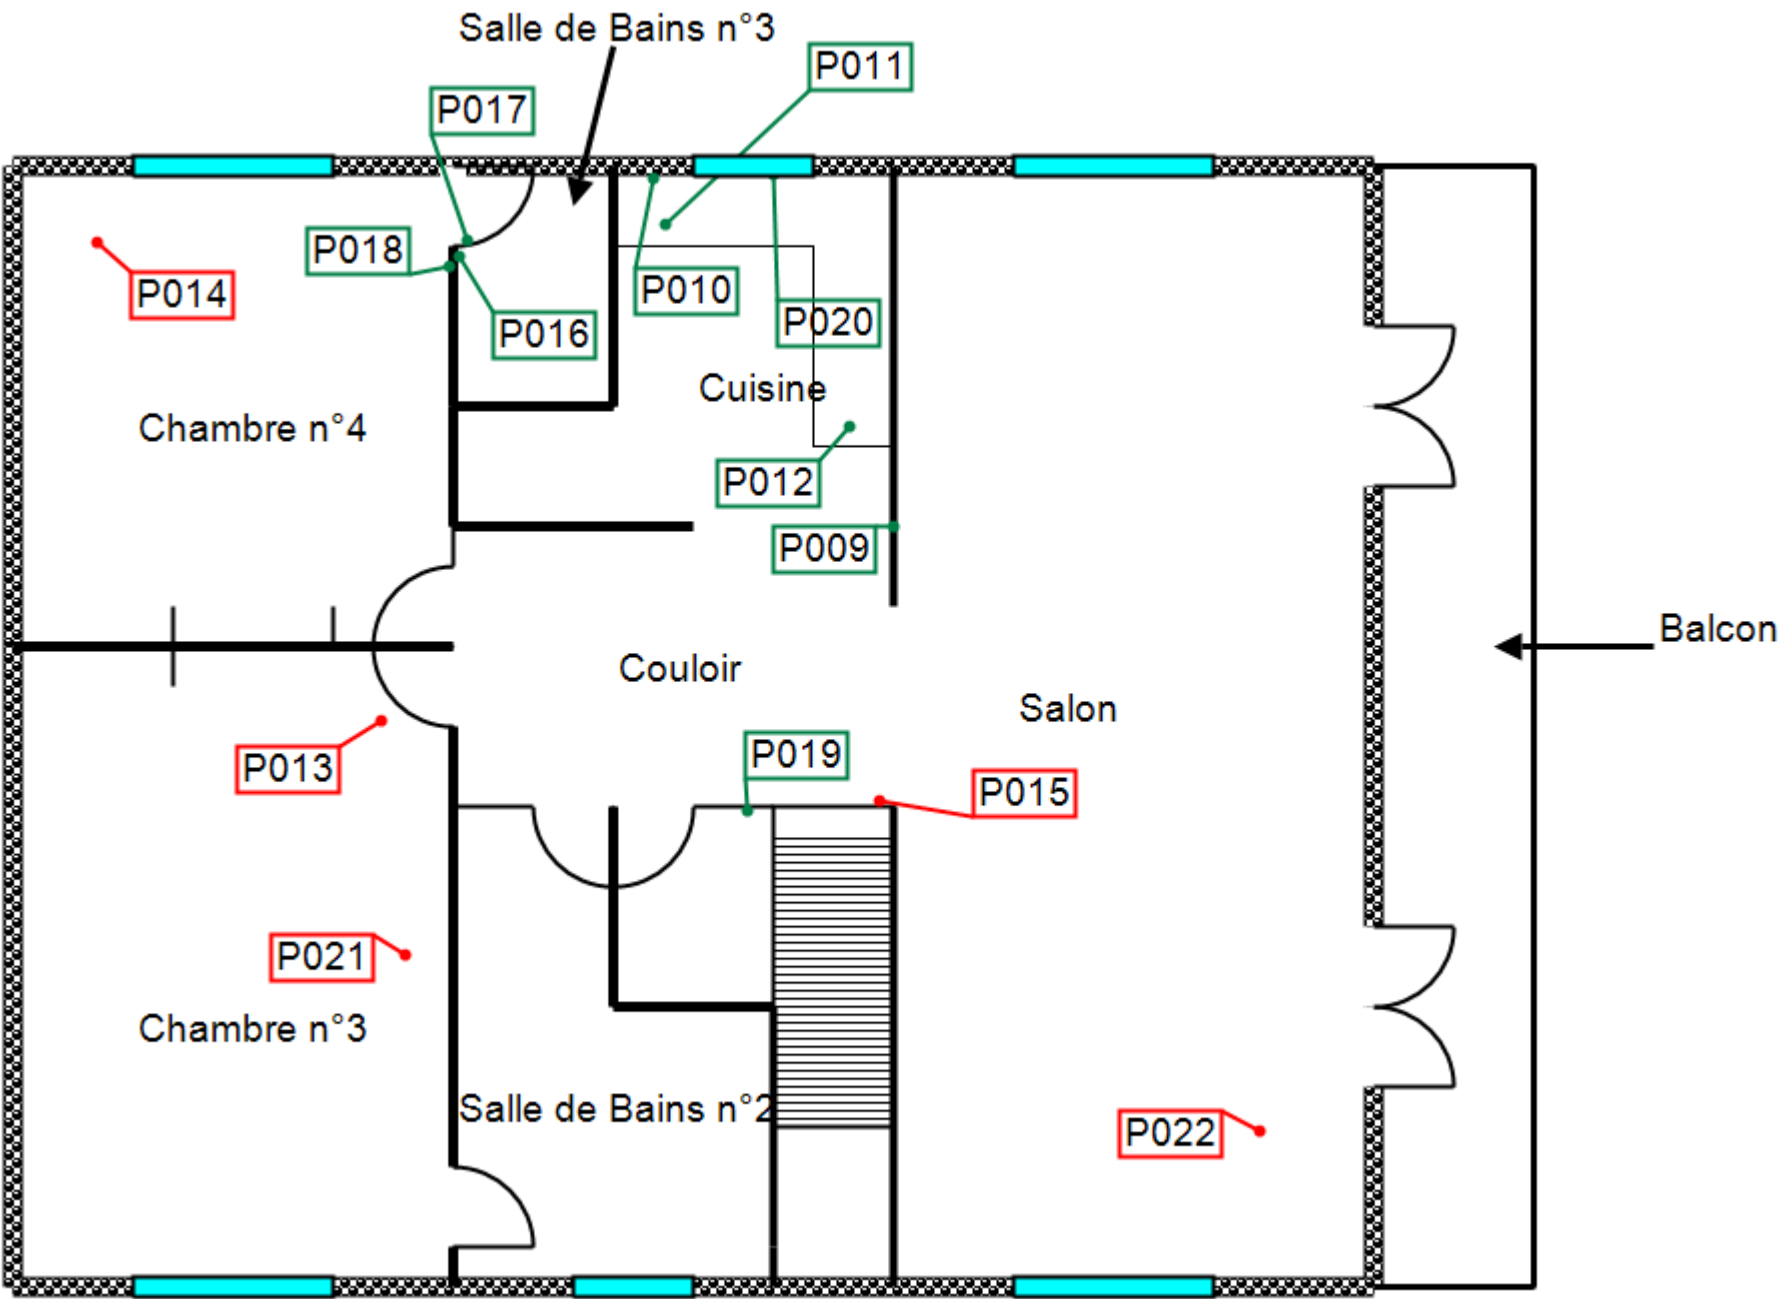 Salle de Bains n°3
P011
P017
P018
P014
P010
P016
P020
Cuisine
Chambre n°4
P012
P009
Balcon
Couloir
Salon
P019
P013
P015
P021
Chambre n°3
Salle de Bains n°2
P022